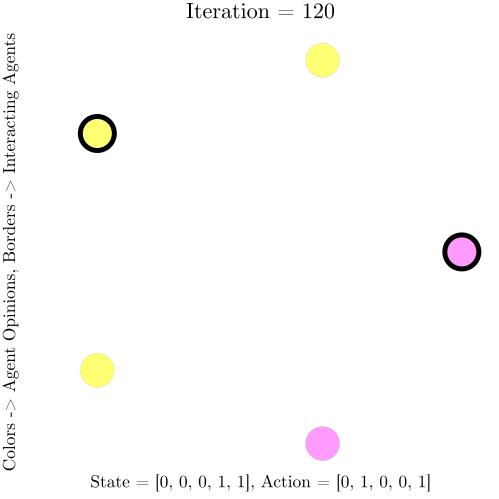 Iteration = 120
Colors -> Agent Opinions, Borders -> Interacting Agents
State = [0, 0, 0, 1, 1], Action = [0, 1, 0, 0, 1]